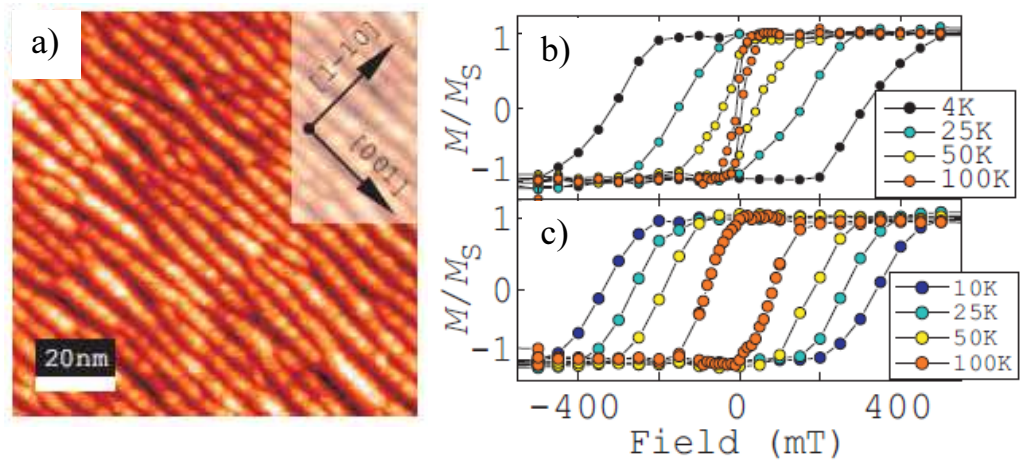 a)
[1-10]
[001]
20nm
b)
M/M_S
1
0
-1
4K
25K
50K
100K
c)
M/M_S
1
0
-1
10K
25K
50K
100K
-400 0 400
Field (mT)